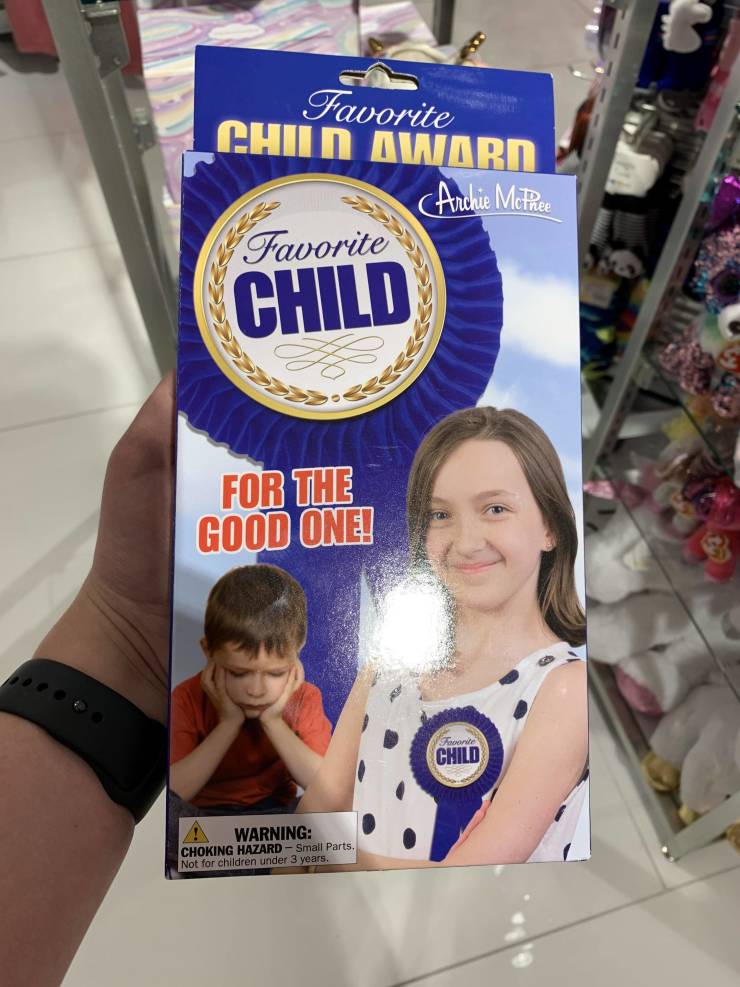 Favorite
CHILD AWARD
Archie McPhee
Favorite
CHILD
FOR THE
GOOD ONE!
Favorite
CHILD
WARNING:
CHOKING HAZARD — Small Parts.
Not for children under 3 years.